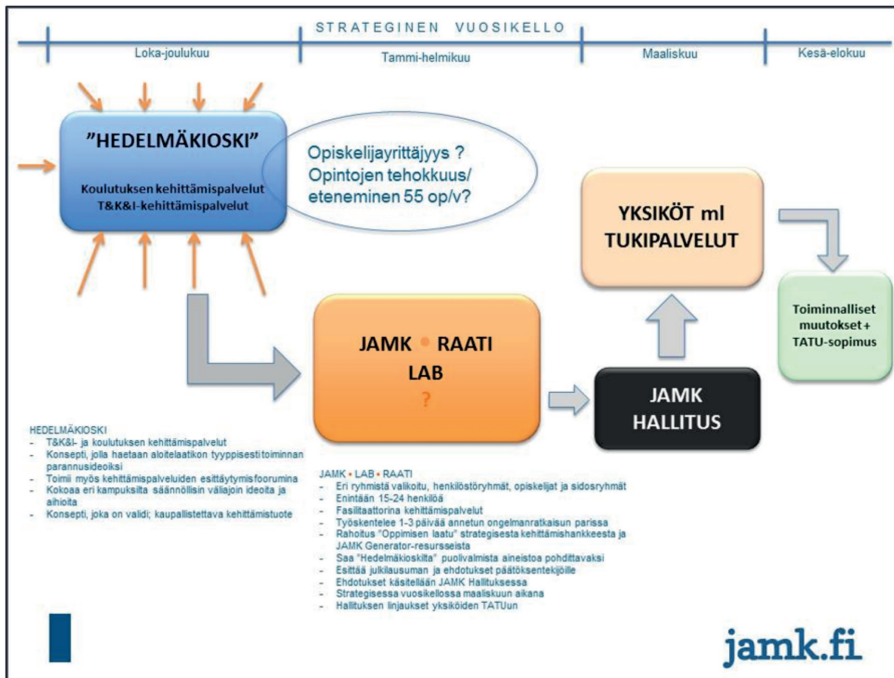 STRATEGINEN VUOSIKELLO
Loka-joulukuu
Tammi-helmikuu
Maaliskuu
Kesä-elokuu
”HEDELMÄKIOSKI”
Koulutuksen kehittämispalvelut
T&K&I-kehittämispalvelut
Opiskelijayrittäjyys ?
Opintojen tehokkuus/
eteneminen 55 op/v?
YKSIKÖT ml
TUKIPALVELUT
Toiminnalliset
muutokset +
TATU-sopimus
JAMK • RAATI
LAB
?
JAMK
HALLITUS
HEDELMÄKIOSKI
- T&K&I- ja koulutuksen kehittämispalvelut
- Konsepti, jolla haetaan aloitelaatikon tyyppisesti toiminnan
parannusideoiksi
- Toimii myös kehittämispalveluiden esittäytymisfoorumina
- Kokoaa eri kampuksilta säännöllisin väliajoin ideoita ja
aihioita
- Konsepti, joka on validi; kaupallistettava kehittämistuote
JAMK • LAB • RAATI
- Eri ryhmistä valikoitu, henkilöstöryhmät, opiskelijat ja sidosryhmät
- Enintään 15-24 henkilöä
- Fasilitaattorina kehittämispalvelut
- Työskentelee 1-3 päivää annetun ongelmanratkaisun parissa
- Rahoitus ”Oppimisen laatu” strategisesta kehittämishankkeesta ja
JAMK Generator-resursseista
- Saa ”Hedelmäkioskilta” puolivalmista aineistoa pohdittavaksi
- Esittää julkilausuman ja ehdotukset päätöksentekijöille
- Ehdotukset käsitellään JAMK Hallituksessa
- Strategisessa vuosikellossa maaliskuun aikana
- Hallituksen linjaukset yksiköiden TATUun
jamk.fi